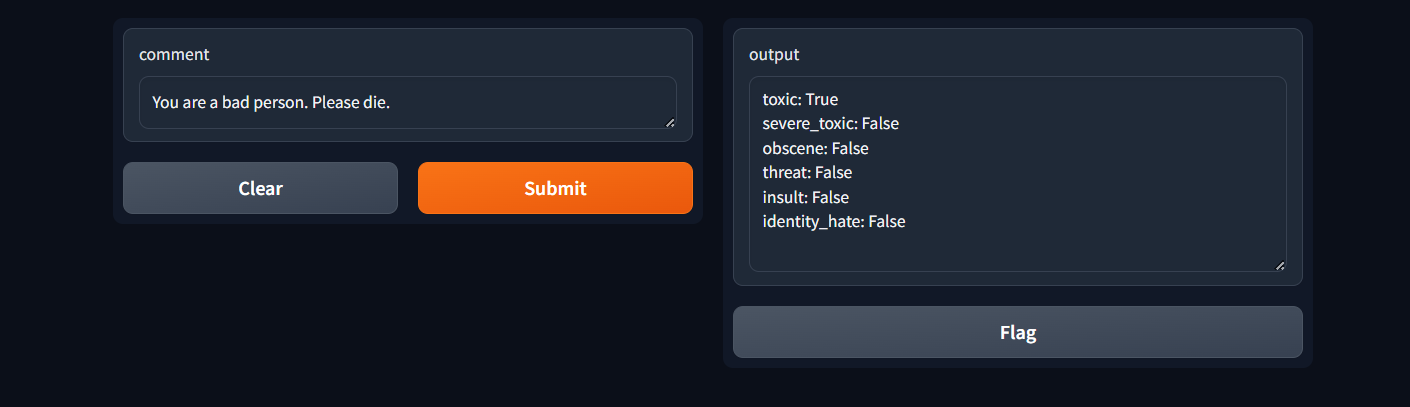 comment
You are a bad person. Please die.
Clear
Submit
output
toxic: True
severe_toxic: False
obscene: False
threat: False
insult: False
identity_hate: False
Flag